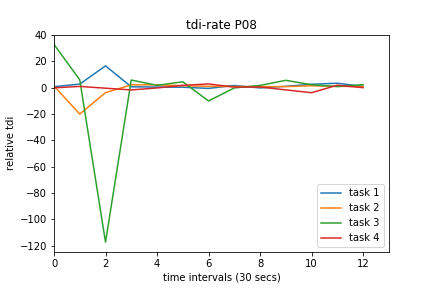 tdi-rate P08
40
20
0
−20
−40
−60
−80
−100
−120
relative tdi
0 2 4 6 8 10 12
time intervals (30 secs)
task 1
task 2
task 3
task 4